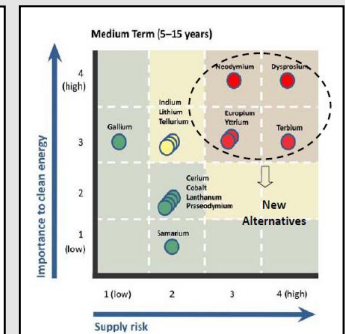 Medium Term (5–15 years)
4
(high)
3
2
1
(low)
Importance to clean energy
Neodymium
Dysprosium
Indium
Lithium
Tellurium
Europium
Yttrium
Gallium
Terbium
Cerium
Cobalt
Lanthanum
Praseodymium
New
Alternatives
Samarium
1 (low)
2
3
4 (high)
Supply risk